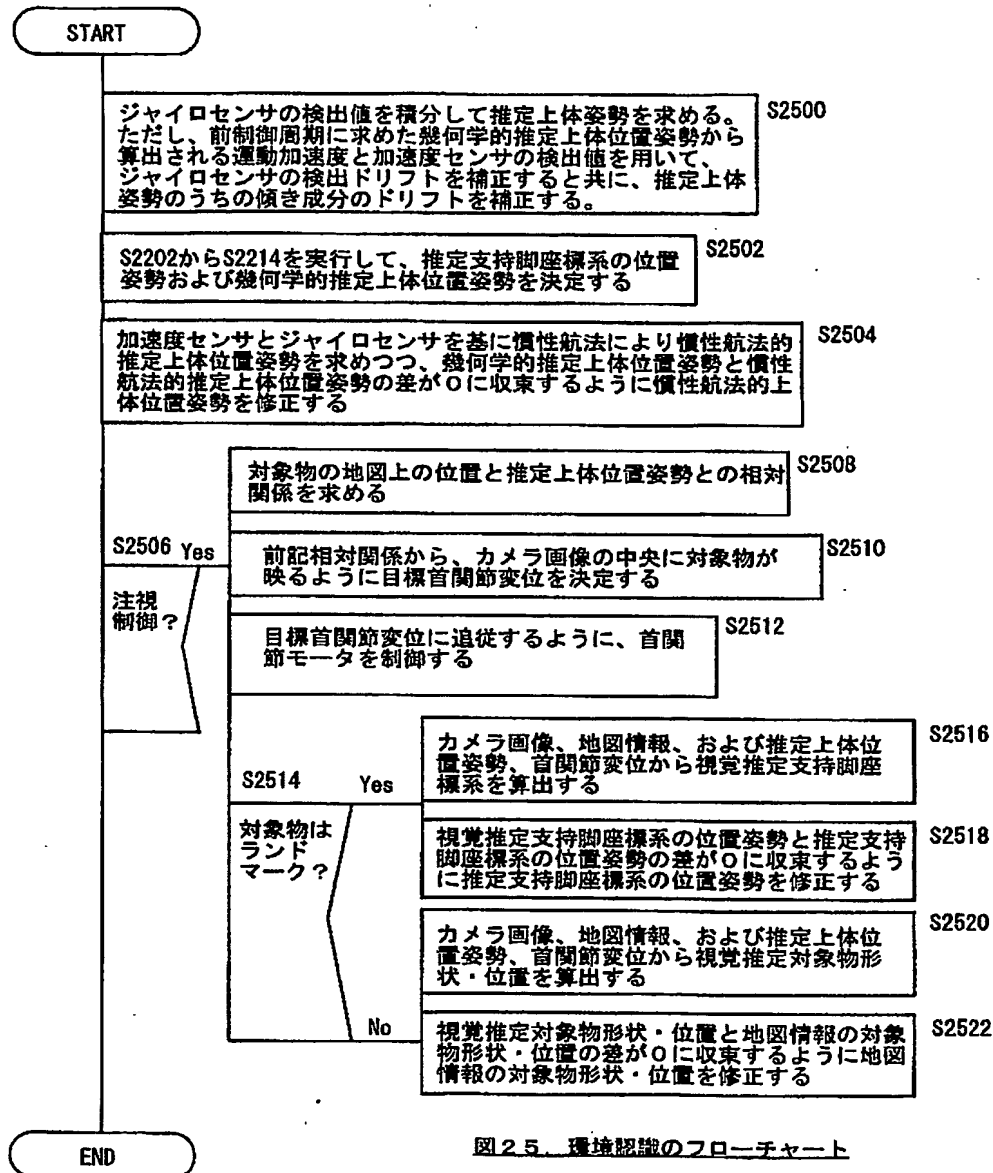 START
ジャイロセンサの検出値を積分して推定上体姿勢を求める。
ただし、前制御周期に求めた幾何学的推定上体位置姿勢から
算出される運動加速度と加速度センサの検出値を用いて、
ジャイロセンサの検出ドリフトを補正すると共に、推定上体
姿勢のうちの傾き成分のドリフトを補正する。
S2500
S2202からS2214を実行して、推定支持脚座標系の位置
姿勢および幾何学的推定上体位置姿勢を決定する
S2502
加速度センサとジャイロセンサを基に慣性航法により慣性航法的
推定上体位置姿勢を求めつつ、幾何学的推定上体位置姿勢と慣性
航法的推定上体位置姿勢の差が0に収束するように慣性航法的上
体位置姿勢を修正する
S2504
対象物の地図上の位置と推定上体位置姿勢との相対
関係を求める
S2508
S2506 Yes
注視
制御?
前記相対関係から、カメラ画像の中央に対象物が
映るように目標首関節変位を決定する
S2510
目標首関節変位に追従するように、首関
節モータを制御する
S2512
S2514 Yes
対象物は
ランド
マーク?
カメラ画像、地図情報、および推定上体位
置姿勢、首関節変位から視覚推定支持脚座
標系を算出する
S2516
視覚推定支持脚座標系の位置姿勢と推定支持
脚座標系の位置姿勢の差が0に収束するよう
に推定支持脚座標系の位置姿勢を修正する
S2518
カメラ画像、地図情報、および推定上体位
置姿勢、首関節変位から視覚推定対象物形
状・位置を算出する
S2520
No
視覚推定対象物形状・位置と地図情報の対象
物形状・位置の差が0に収束するように地図
情報の対象物形状・位置を修正する
S2522
END
図25 環境認識のフローチャート